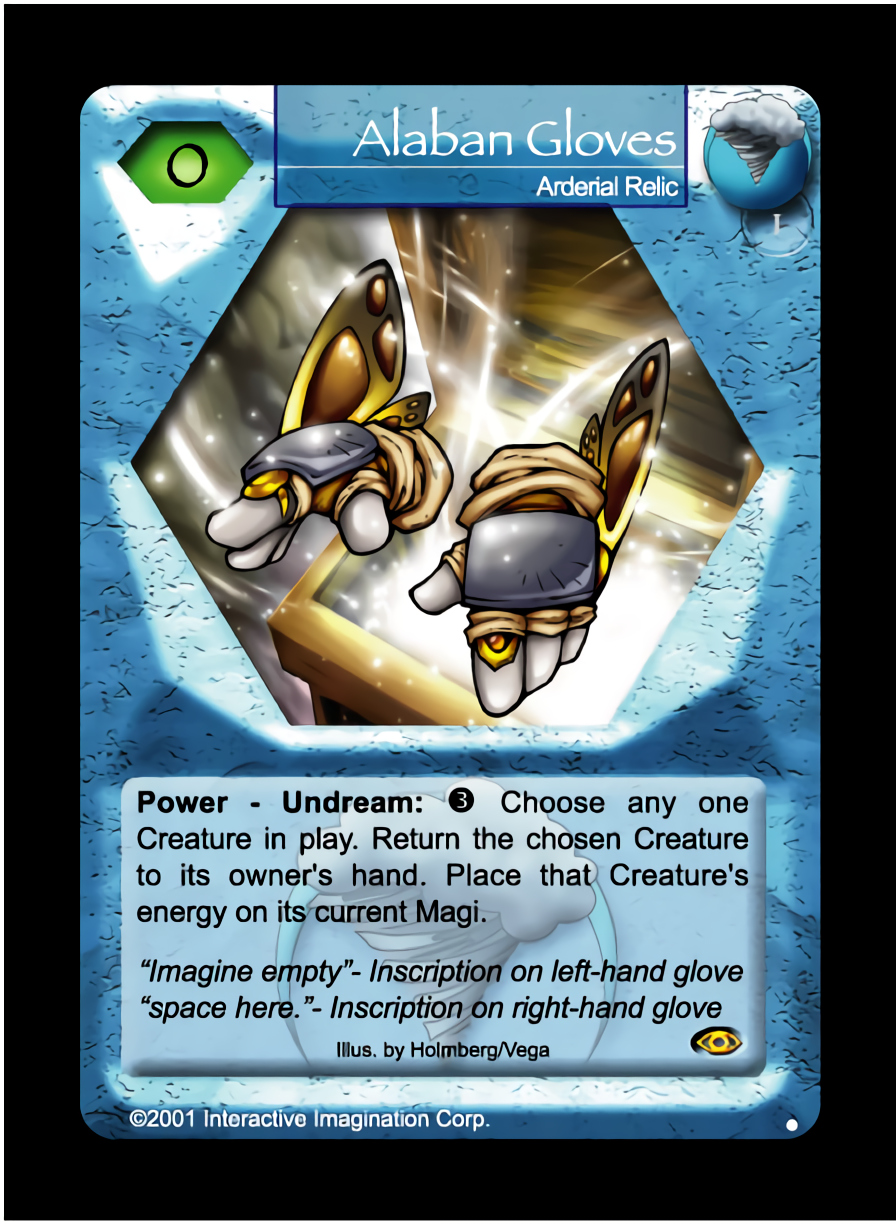 O
Alaban Gloves
Arderial Relic
I
Power - Undream: ❸ Choose any one
Creature in play. Return the chosen Creature
to its owner's hand. Place that Creature's
energy on its current Magi.
“Imagine empty”- Inscription on left-hand glove
“space here.”- Inscription on right-hand glove
Illus. by Holmberg/Vega
©2001 Interactive Imagination Corp.